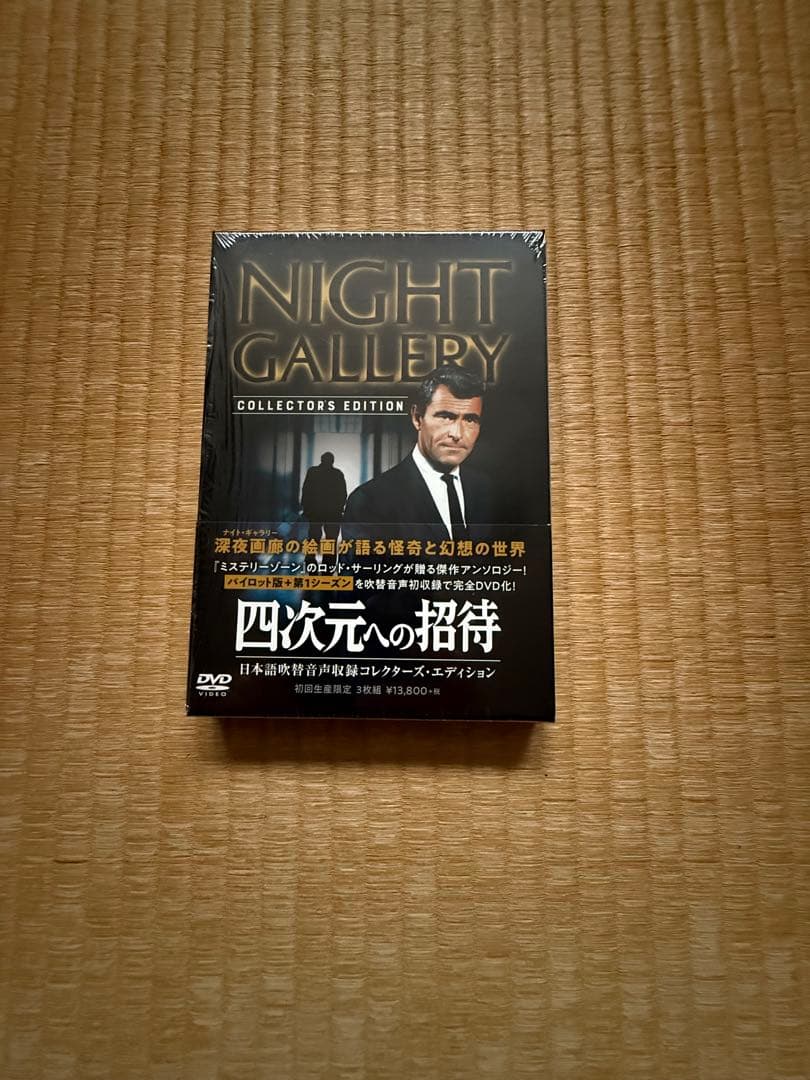 NIGHT
GALLERY
COLLECTOR'S EDITION
ナイト・ギャラリー
深夜画廊の絵画が語る怪奇と幻想の世界
『ミステリーゾーン』のロッド・サーリングが贈る傑作アンソロジー!
パイロット版+第1シーズンを吹替音声初収録で完全DVD化!
四次元への招待
日本語吹替音声収録コレクターズ・エディション
DVD
VIDEO
初回生産限定 3枚組 ¥13,800+税